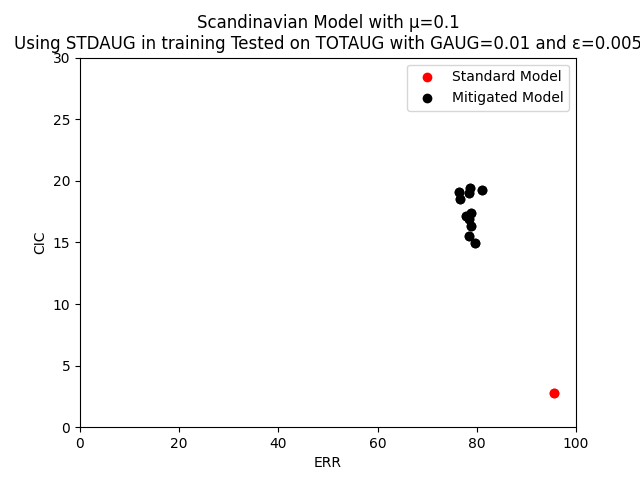 Scandinavian Model with μ=0.1
Using STDAUG in training Tested on TOTAUG with GAUG=0.01 and ε=0.005
Standard Model
Mitigated Model
30
25
20
15
10
5
0
CIC
0 20 40 60 80 100
ERR